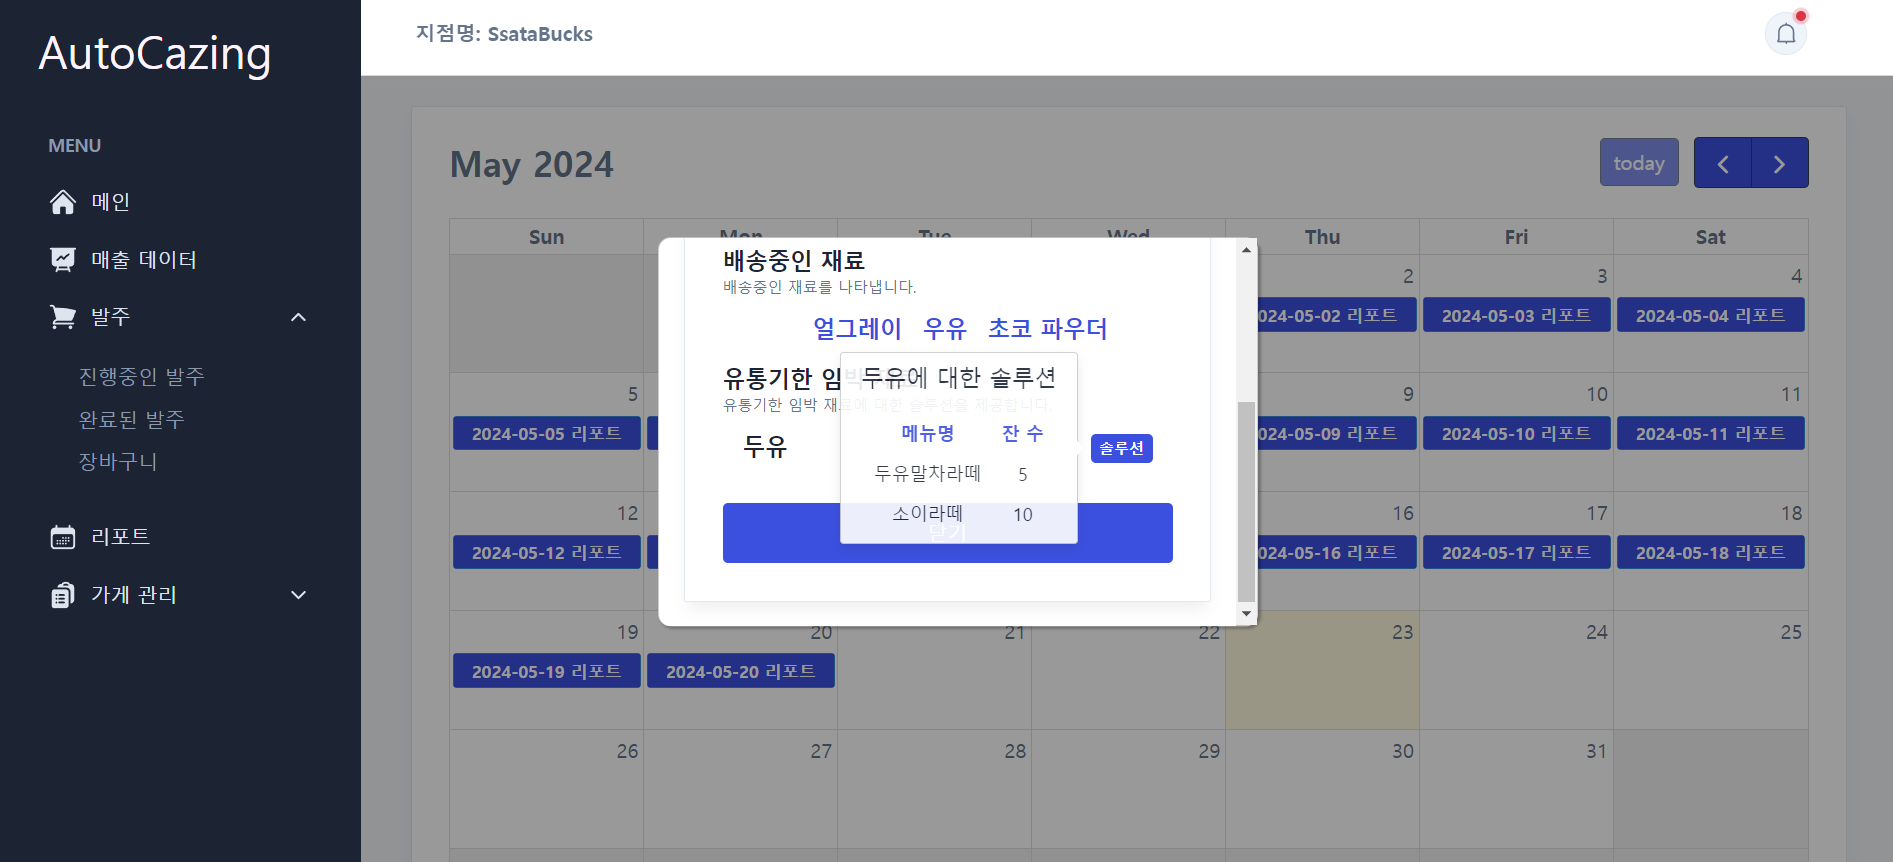 AutoCazing
MENU
메인
매출 데이터
발주
진행중인 발주
완료된 발주
장바구니
리포트
가게 관리
지점명: SsataBucks
May 2024
today
Sun Mon Tue Wed Thu Fri Sat
2 3 4
024-05-02 리포트 2024-05-03 리포트 2024-05-04 리포트
5 9 10 11
2024-05-05 리포트 024-05-09 리포트 2024-05-10 리포트 2024-05-11 리포트
12 16 17 18
2024-05-12 리포트 024-05-16 리포트 2024-05-17 리포트 2024-05-18 리포트
19 20 21 22 23 24 25
2024-05-19 리포트 2024-05-20 리포트
26 27 28 29 30 31
배송중인 재료
배송중인 재료를 나타냅니다.
얼그레이 우유 초코 파우더
유통기한 임박
유통기한 임박 재료에 대한 솔루션을 제공합니다.
두유
솔루션
닫기
두유에 대한 솔루션
메뉴명 잔 수
두유말차라떼 5
소이라떼 10